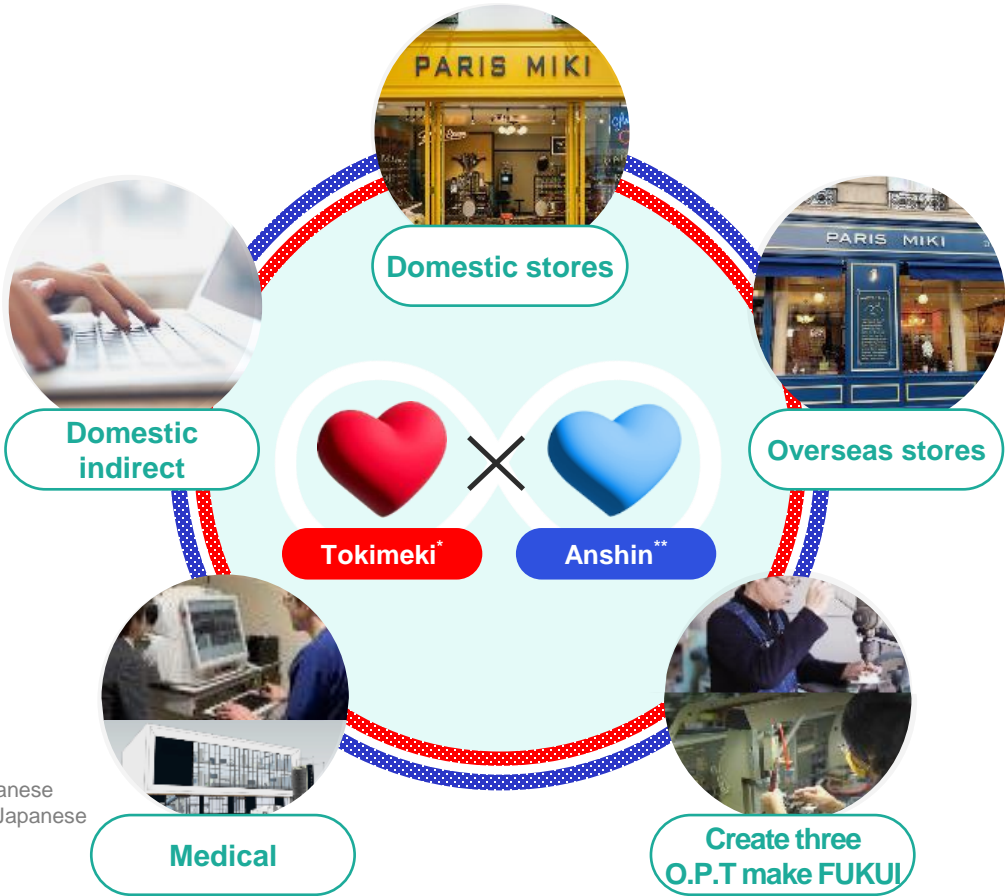 PARIS MIKI
Domestic stores
PARIS MIKI
Domestic
indirect
Overseas stores
Tokimeki*
Anshin**
anese
Japanese
Medical
Create three
O.P.T make FUKUI